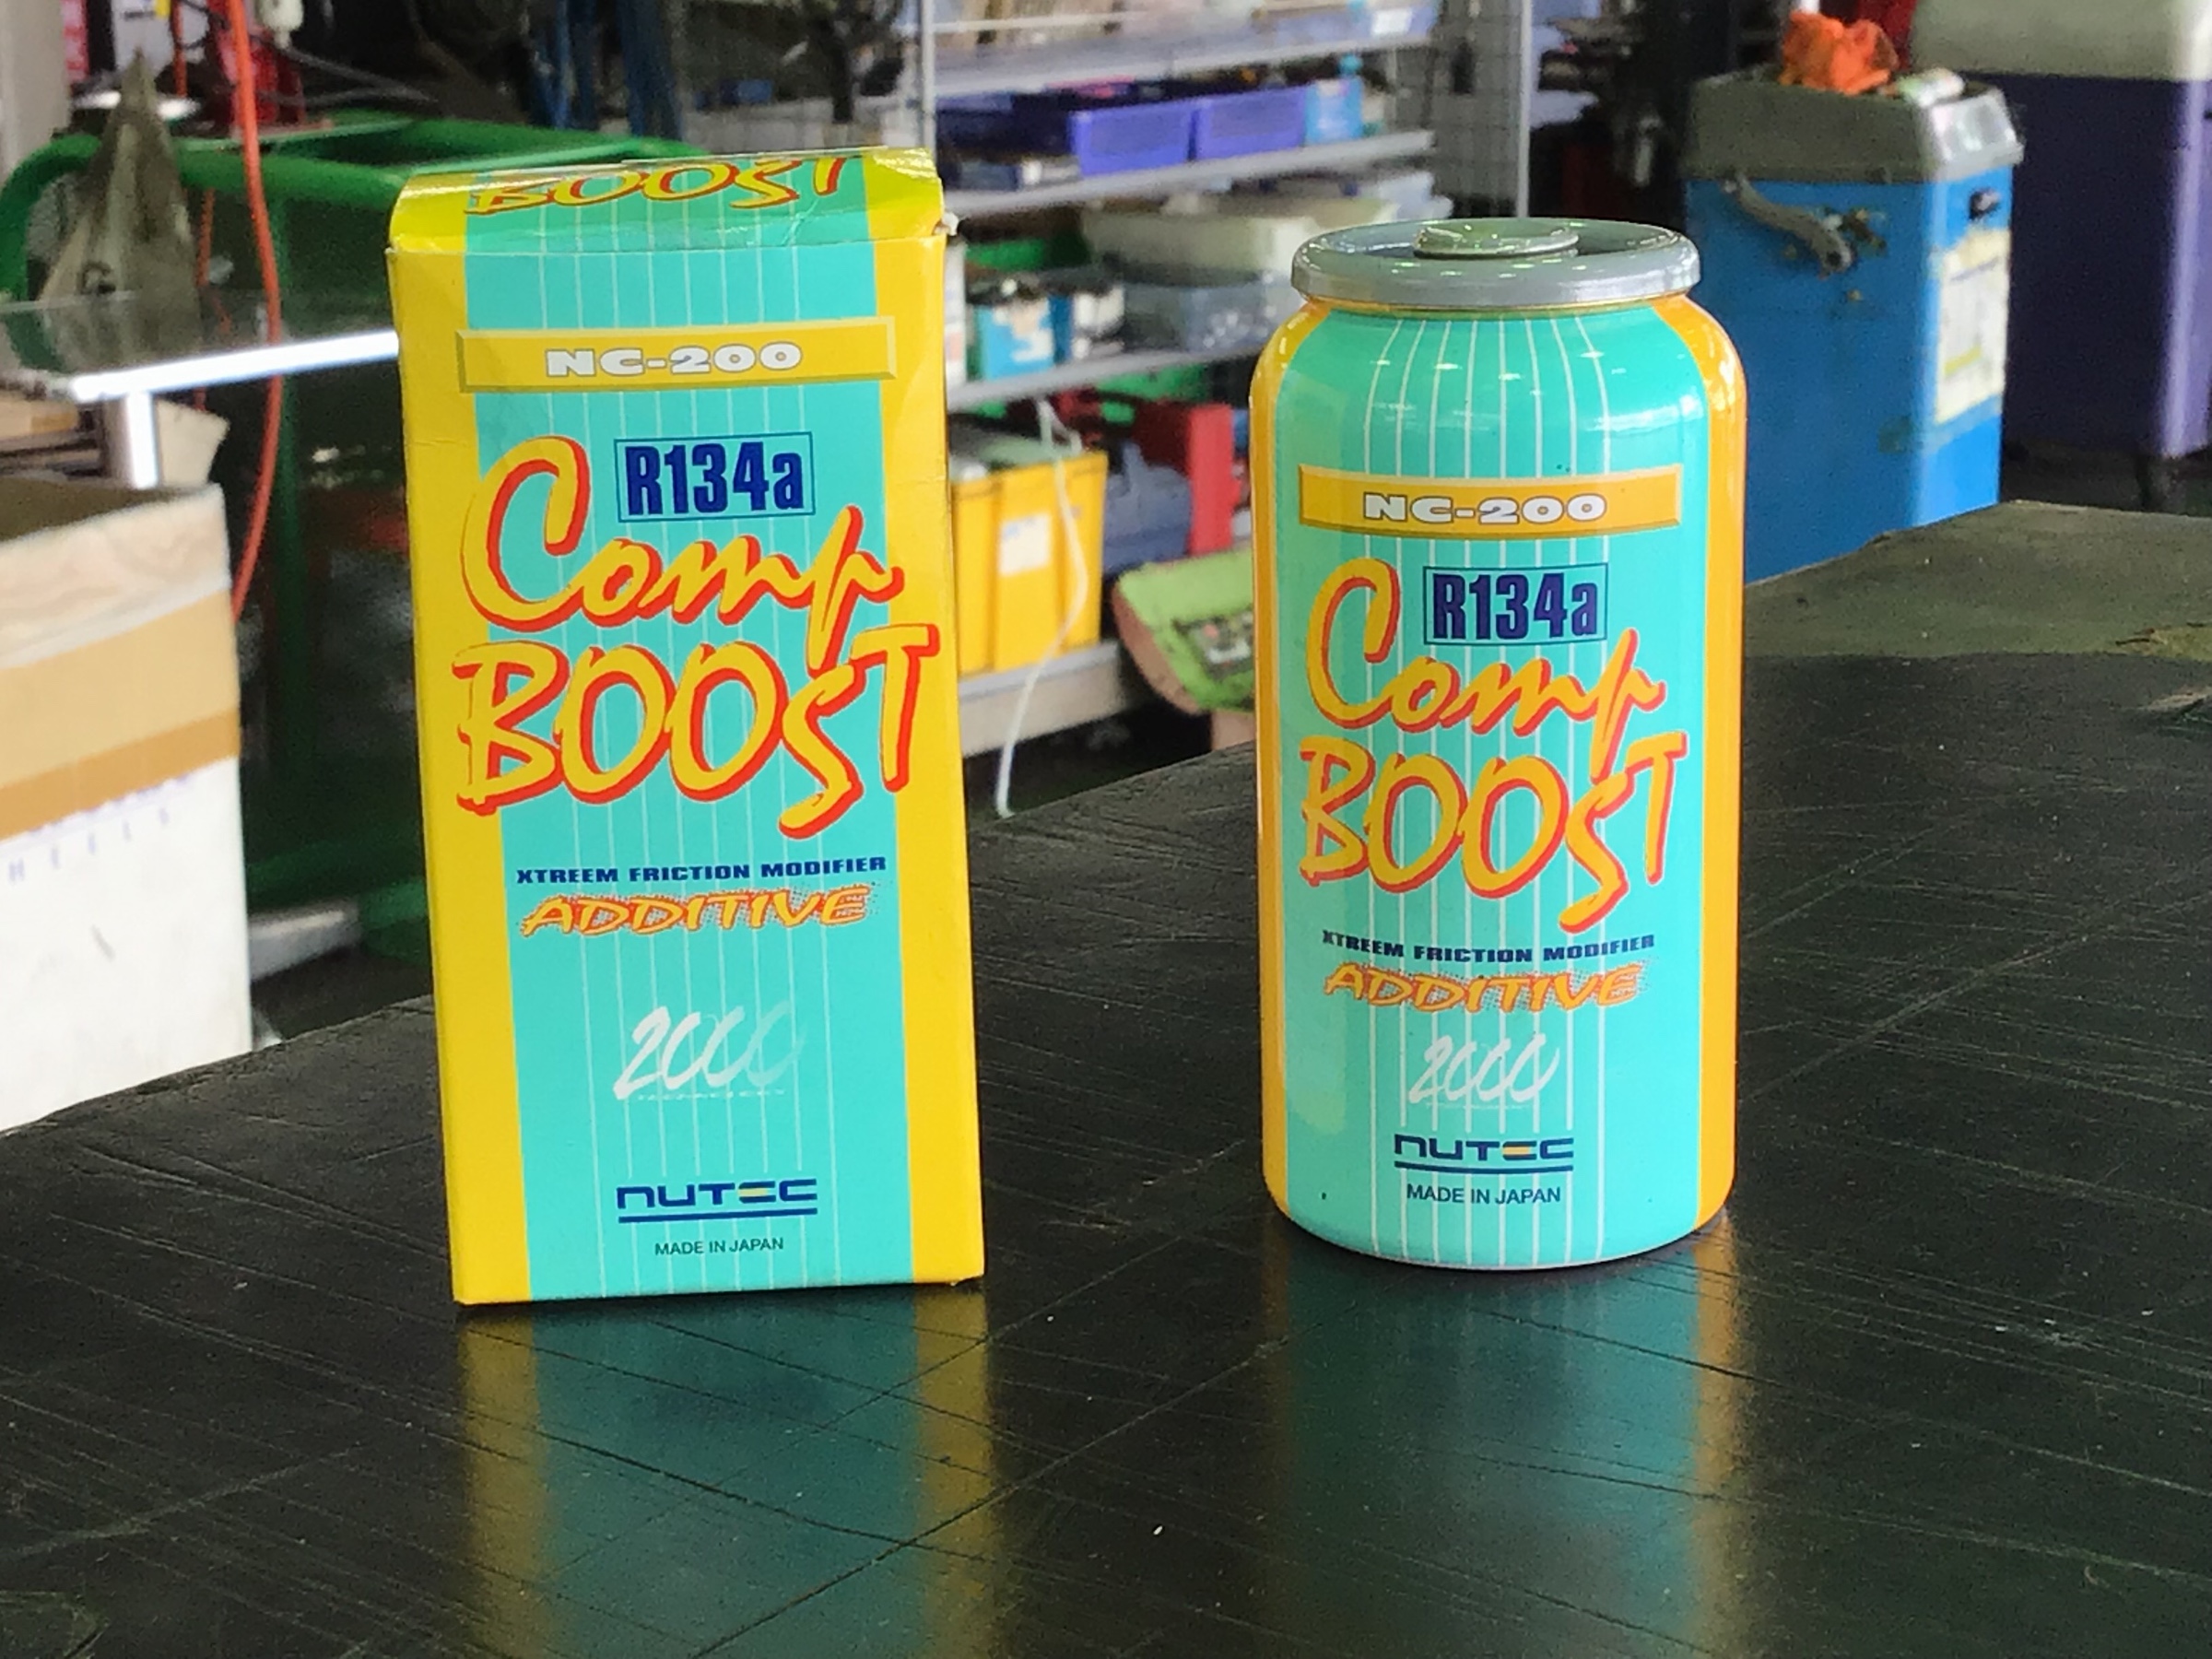 BOOST
NC-200
R134a
Comp
BOOST
XTREEM FRICTION MODIFIER
ADDITIVE
2000
TECHNOLOGY
NUTEC
MADE IN JAPAN
NC-200
R134a
Comp
BOOST
XTREEM FRICTION MODIFIER
ADDITIVE
2000
NUTEC
MADE IN JAPAN